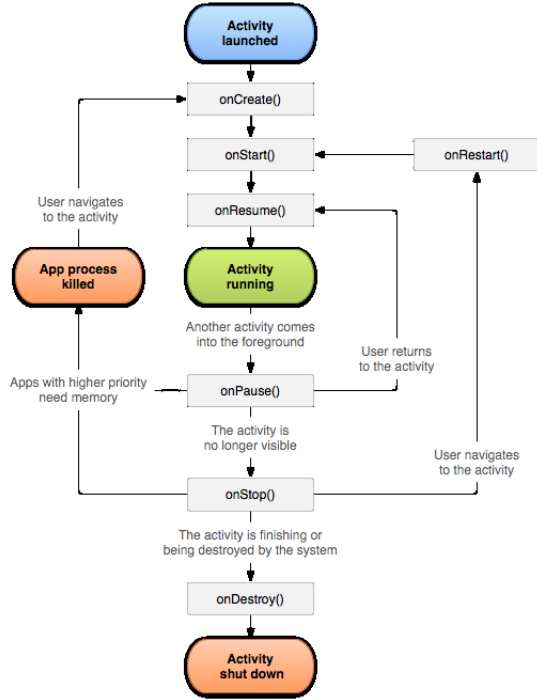 Activity
launched
onCreate()
onStart()
onRestart()
User navigates
to the activity
onResume()
App process
killed
Activity
running
Another activity comes
into the foreground
User returns
to the activity
Apps with higher priority
need memory
onPause()
The activity is
no longer visible
User navigates
to the activity
onStop()
The activity is finishing or
being destroyed by the system
onDestroy()
Activity
shut down